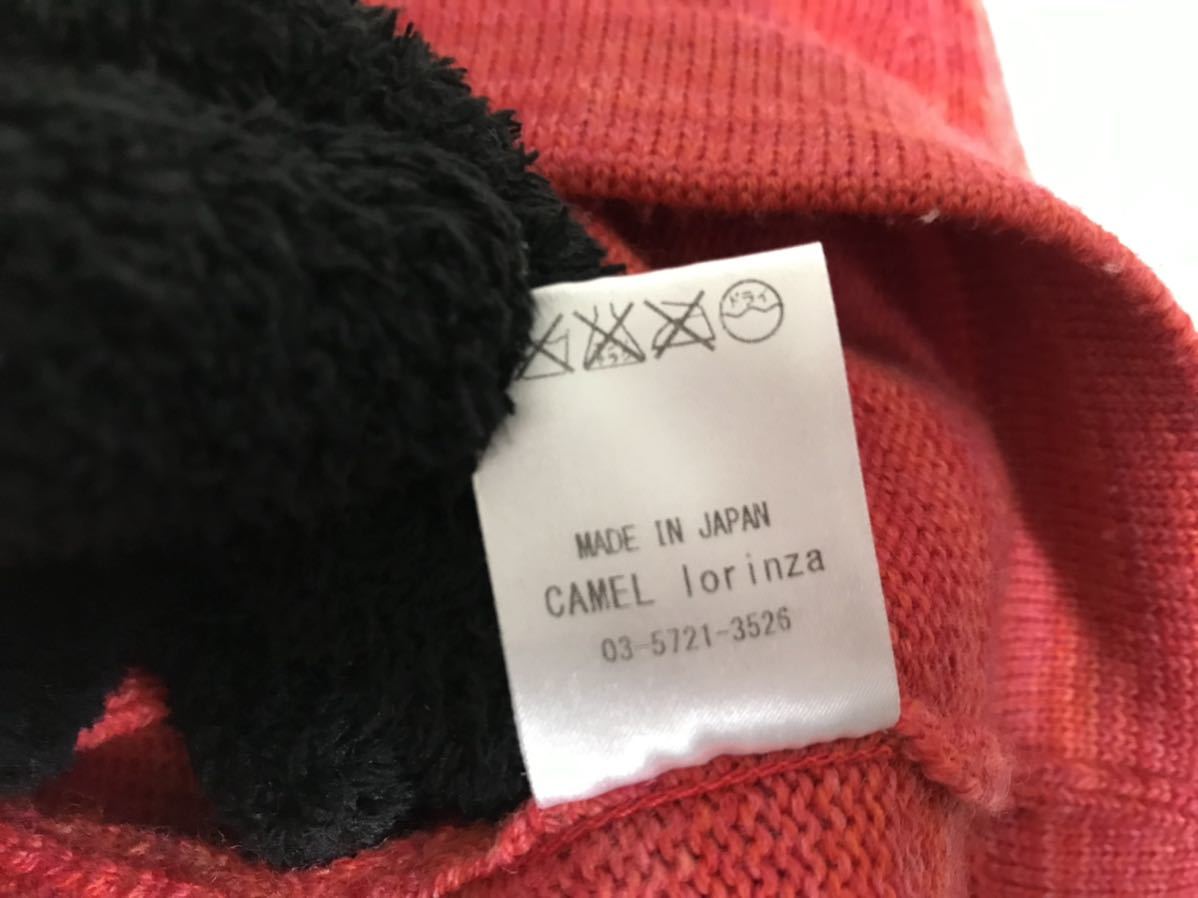 ドライ
MADE IN JAPAN
CAMEL lorinza
03-5721-3526